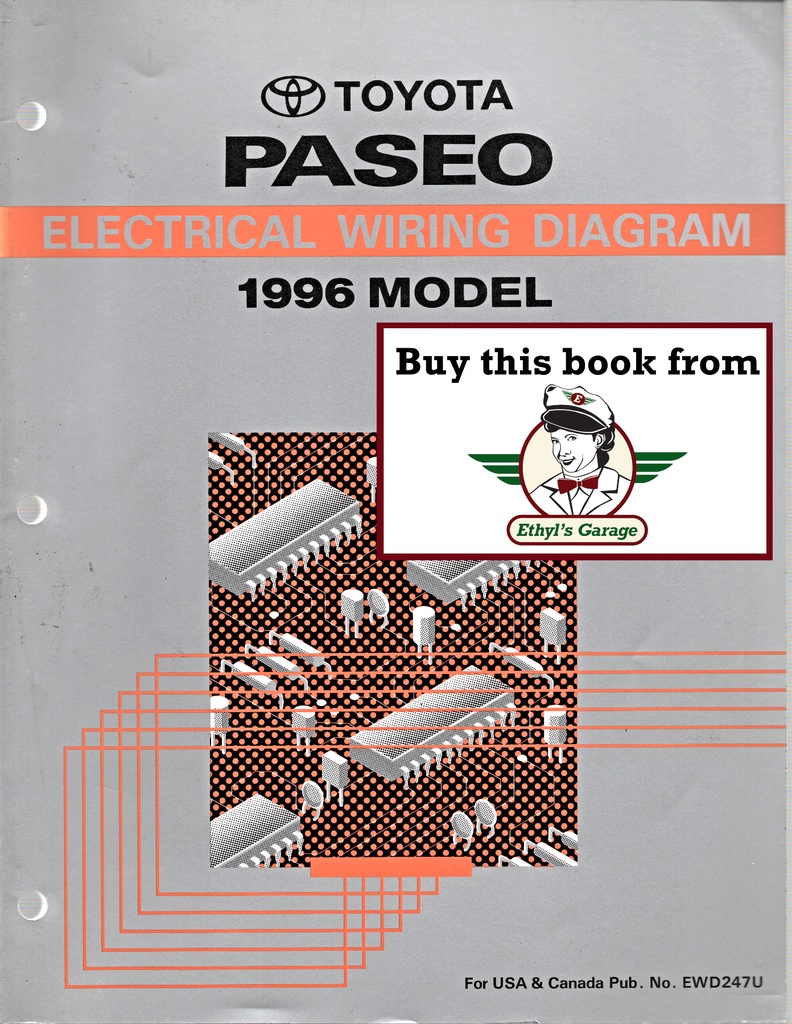 TOYOTA
PASEO
ELECTRICAL WIRING DIAGRAM
1996 MODEL
Buy this book from
E
Ethyl's Garage
For USA & Canada Pub. No. EWD247U